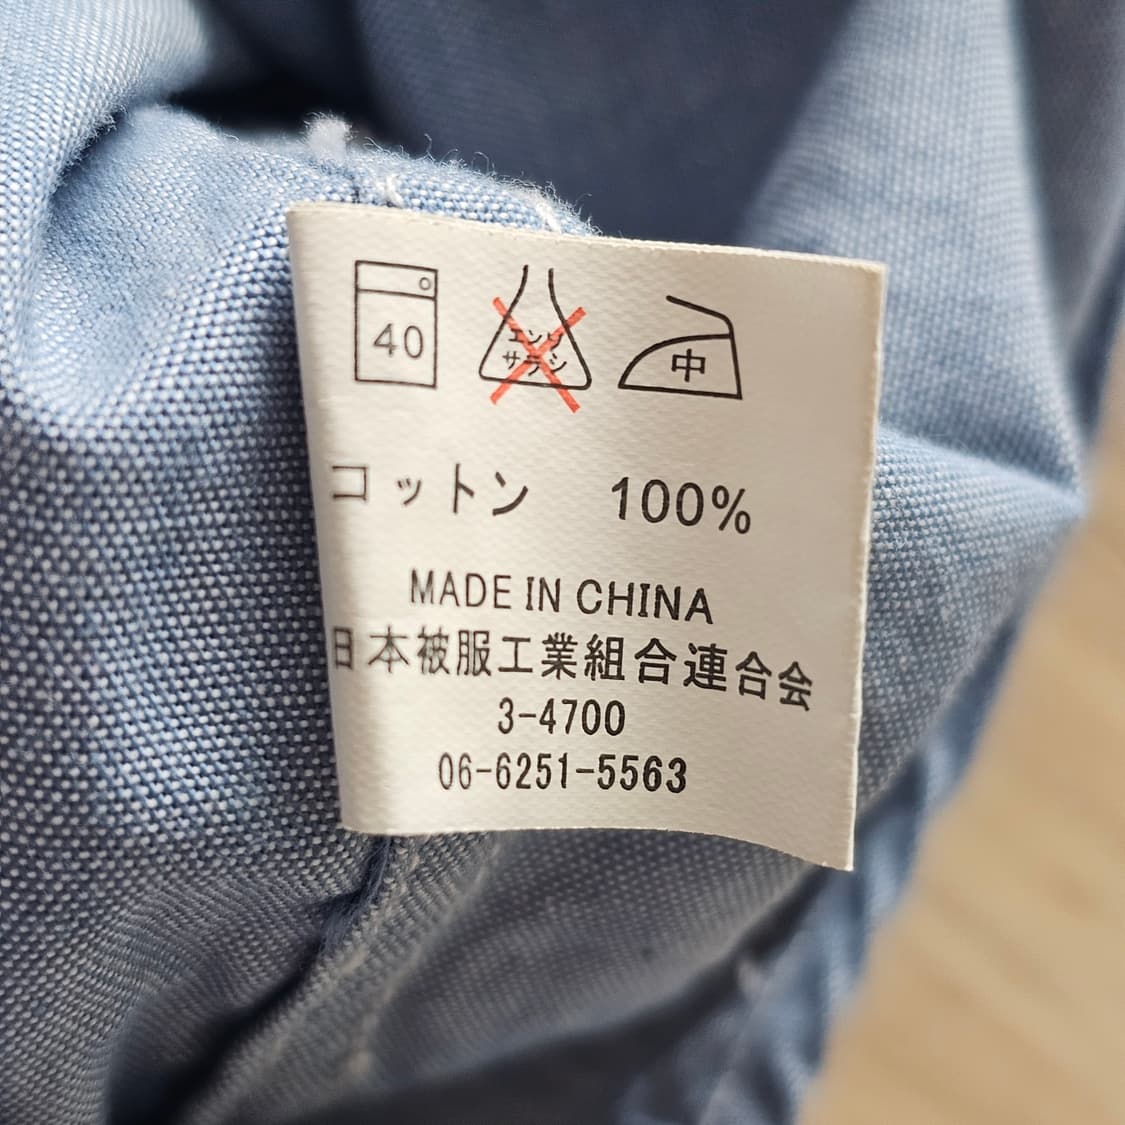 40 エンソ サラシ 中
コットン 100%
MADE IN CHINA
日本被服工業組合連合会
3-4700
06-6251-5563